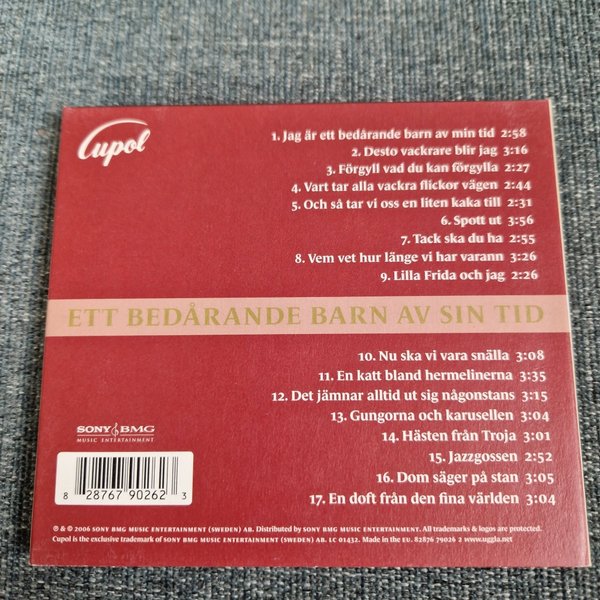 Cupol
1. Jag är ett bedårande barn av min tid 2:58
2. Desto vackrare blir jag 3:16
3. Förgyll vad du kan förgylla 2:27
4. Vart tar alla vackra flickor vägen 2:44
5. Och så tar vi oss en liten kaka till 2:31
6. Spott ut 3:56
7. Tack ska du ha 2:55
8. Vem vet hur länge vi har varann 3:26
9. Lilla Frida och jag 2:26
ETT BEDÅRANDE BARN AV SIN TID
10. Nu ska vi vara snälla 3:08
11. En katt bland hermelinerna 3:35
12. Det jämnar alltid ut sig någonstans 3:15
13. Gungorna och karusellen 3:04
14. Hästen från Troja 3:01
15. Jazzgossen 2:52
16. Dom säger på stan 3:05
17. En doft från den fina världen 3:04
SONY BMG
MUSIC ENTERTAINMENT
8 28767 90262 3
℗ & © 2006 SONY BMG MUSIC ENTERTAINMENT (SWEDEN) AB. Distributed by SONY BMG MUSIC ENTERTAINMENT. All trademarks & logos are protected.
Cupol is the exclusive trademark of SONY BMG MUSIC ENTERTAINMENT (SWEDEN) AB. LC 01432. Made in the EU. 82876 79026 2 www.uggla.net